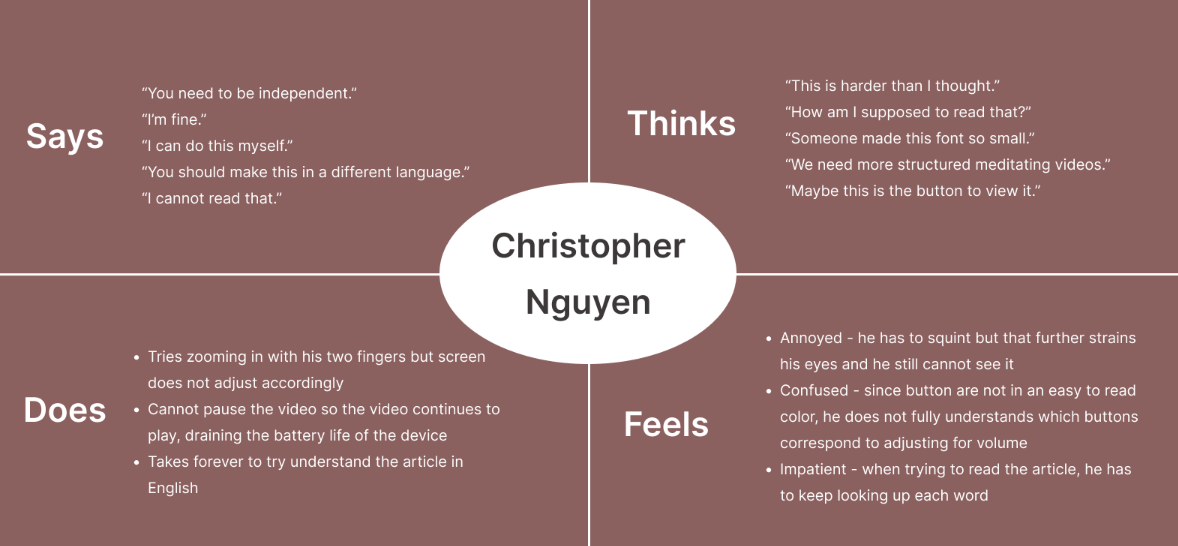 Says
“You need to be independent.”
“I’m fine.”
“I can do this myself.”
“You should make this in a different language.”
“I cannot read that.”
Thinks
“This is harder than I thought.”
“How am I supposed to read that?”
“Someone made this font so small.”
“We need more structured meditating videos.”
“Maybe this is the button to view it.”
Christopher
Nguyen
Does
• Tries zooming in with his two fingers but screen
does not adjust accordingly
• Cannot pause the video so the video continues to
play, draining the battery life of the device
• Takes forever to try understand the article in
English
Feels
• Annoyed - he has to squint but that further strains
his eyes and he still cannot see it
• Confused - since button are not in an easy to read
color, he does not fully understands which buttons
correspond to adjusting for volume
• Impatient - when trying to read the article, he has
to keep looking up each word